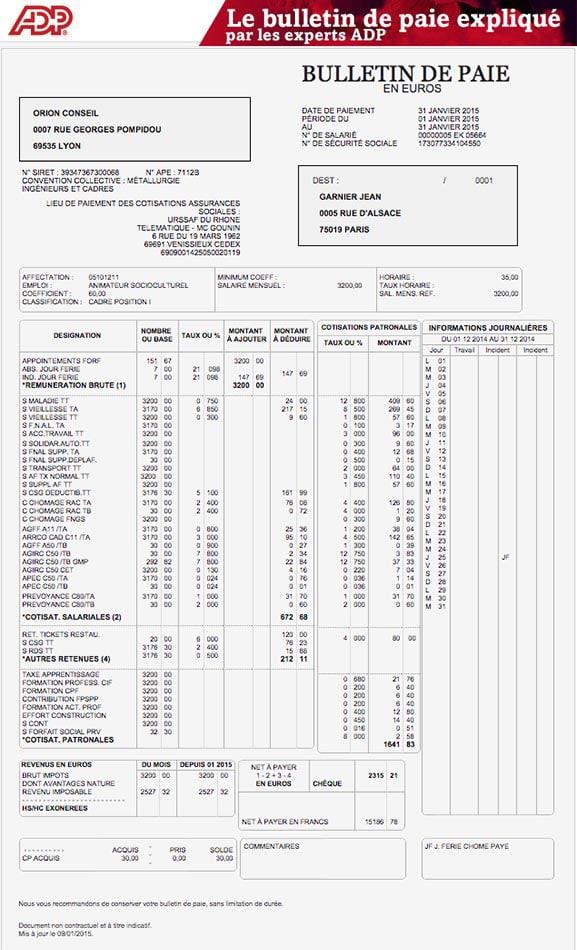 ADP
Le bulletin de paie expliqué
par les experts ADP
BULLETIN DE PAIE
EN EUROS
ORION CONSEIL
0007 RUE GEORGES POMPIDOU
69535 LYON
DATE DE PAIEMENT 31 JANVIER 2015
PÉRIODE DU 01 JANVIER 2015
AU 31 JANVIER 2015
N° DE SALARIÉ 00000005 EK 05664
N° DE SÉCURITÉ SOCIALE 173077334104550
N° SIRET : 39347367300068 N° APE : 7112B
CONVENTION COLLECTIVE : MÉTALLURGIE
INGÉNIEURS ET CADRES
DEST : / 0001
GARNIER JEAN
0005 RUE D'ALSACE
75019 PARIS
LIEU DE PAIEMENT DES COTISATIONS ASSURANCES
SOCIALES :
URSSAF DU RHONE
TELEMATIQUE - MC GOUNIN
6 RUE DU 19 MARS 1962
69691 VENISSIEUX CEDEX
6909001425050020119
AFFECTATION : 05101211 MINIMUM COEFF : HORAIRE : 35,00
EMPLOI : ANIMATEUR SOCIOCULTUREL SALAIRE MENSUEL : 3200,00 TAUX HORAIRE :
COEFFICIENT : 60,00 SAL. MENS. REF. 3200,00
CLASSIFICATION : CADRE POSITION I
DESIGNATION NOMBRE OU BASE TAUX OU % MONTANT À AJOUTER MONTANT À DÉDUIRE
COTISATIONS PATRONALES
TAUX OU % MONTANT
INFORMATIONS JOURNALIÈRES
DU 01 12 2014 AU 31 12 2014
Jour Travail Incident Incident
APPOINTEMENTS FORF 151 67 3200 00
ABS. JOUR FERIE 7 00 21 098 147 69
IND. JOUR FERIE 7 00 21 098 147 69
*REMUNERATION BRUTE (1) 3200 00
S MALADIE TT 3200 00 0 750 24 00 12 800 409 60
S VIEILLESSE TA 3170 00 6 850 217 15 8 500 269 45
S VIEILLESSE TT 3200 00 0 300 9 60 1 800 57 60
S F.N.A.L. TA 3170 00 0 100 3 17
S ACC.TRAVAIL TT 3200 00 3 000 96 00
S SOLIDAR.AUTO.TT 3200 00 0 300 9 60
S FNAL SUPP. TA 3170 00 0 400 12 68
S FNAL SUPP.DEPLAF. 30 00 0 500 0 15
S TRANSPORT TT 3200 00 2 000 64 00
S AF TX NORMAL TT 3200 00 3 450 110 40
S SUPPL AF TT 3200 00 1 800 57 60
S CSG DEDUCTIB.TT 3176 30 5 100 161 99
C CHOMAGE RAC TA 3170 00 2 400 76 08 4 000 126 80
C CHOMAGE RAC TB 30 00 2 400 0 72 4 000 1 20
C CHOMAGE FNGS 3200 00 0 300 9 60
AGFF A11 /TA 3170 00 0 800 25 36 1 200 38 04
ARRCO CAD C11 /TA 3170 00 3 000 95 10 4 500 142 65
AGFF A50 /TB 30 00 0 900 0 27 1 300 0 39
AGIRC C50 /TB 30 00 7 800 2 34 12 750 3 83
AGIRC C50 /TB GMP 292 82 7 800 22 84 12 750 37 33
AGIRC C50 CET 3200 00 0 130 4 16 0 220 7 04
APEC C50 /TA 3170 00 0 024 0 76 0 036 1 14
APEC C50 /TB 30 00 0 024 0 01 0 036 0 01
PREVOYANCE C80/TA 3170 00 1 000 31 70 1 000 31 70
PREVOYANCE C80/TB 30 00 2 000 0 60 2 000 0 60
*COTISAT. SALARIALES (2) 672 68
RET. TICKETS RESTAU. 20 00 6 000 120 00 4 000 80 00
S CSG TT 3176 30 2 400 76 23
S RDS TT 3176 30 0 500 15 88
*AUTRES RETENUES (4) 212 11
TAXE APPRENTISSAGE 3200 00 0 680 21 76
FORMATION PROFESS. CIF 3200 00 0 200 6 40
FORMATION CPF 3200 00 0 200 6 40
CONTRIBUTION FPSPP 3200 00 0 200 6 40
FORMATION ACT. PROF 3200 00 0 400 12 80
EFFORT CONSTRUCTION 3200 00 0 450 14 40
S CONT 3200 00 0 016 0 51
S FORFAIT SOCIAL PRV 32 30 8 000 2 58
*COTISAT. PATRONALES 1641 83
L 01
M 02
M 03
J 04
V 05
S 06
D 07
L 08
M 09
M 10
J 11
V 12
S 13
D 14
L 15
M 16
M 17
J 18
V 19
S 20
D 21
L 22
M 23
M 24
J 25 JF
V 26
S 27
D 28
L 29
M 30
M 31
REVENUS EN EUROS DU MOIS DEPUIS 01 2015
BRUT IMPOTS 3200 00 3200 00
DONT AVANTAGES NATURE
REVENU IMPOSABLE 2527 32 2527 32
HS/HC EXONEREES
NET À PAYER
1 - 2 + 3 - 4
EN EUROS CHÈQUE 2315 21
NET À PAYER EN FRANCS 15186 78
ACQUIS PRIS SOLDE
CP ACQUIS 30,00 0,00 30,00
COMMENTAIRES
JF J. FERIE CHOME PAYE
Nous vous recommandons de conserver votre bulletin de paie, sans limitation de durée.
Document non contractuel et à titre indicatif.
Mis à jour le 09/01/2015.